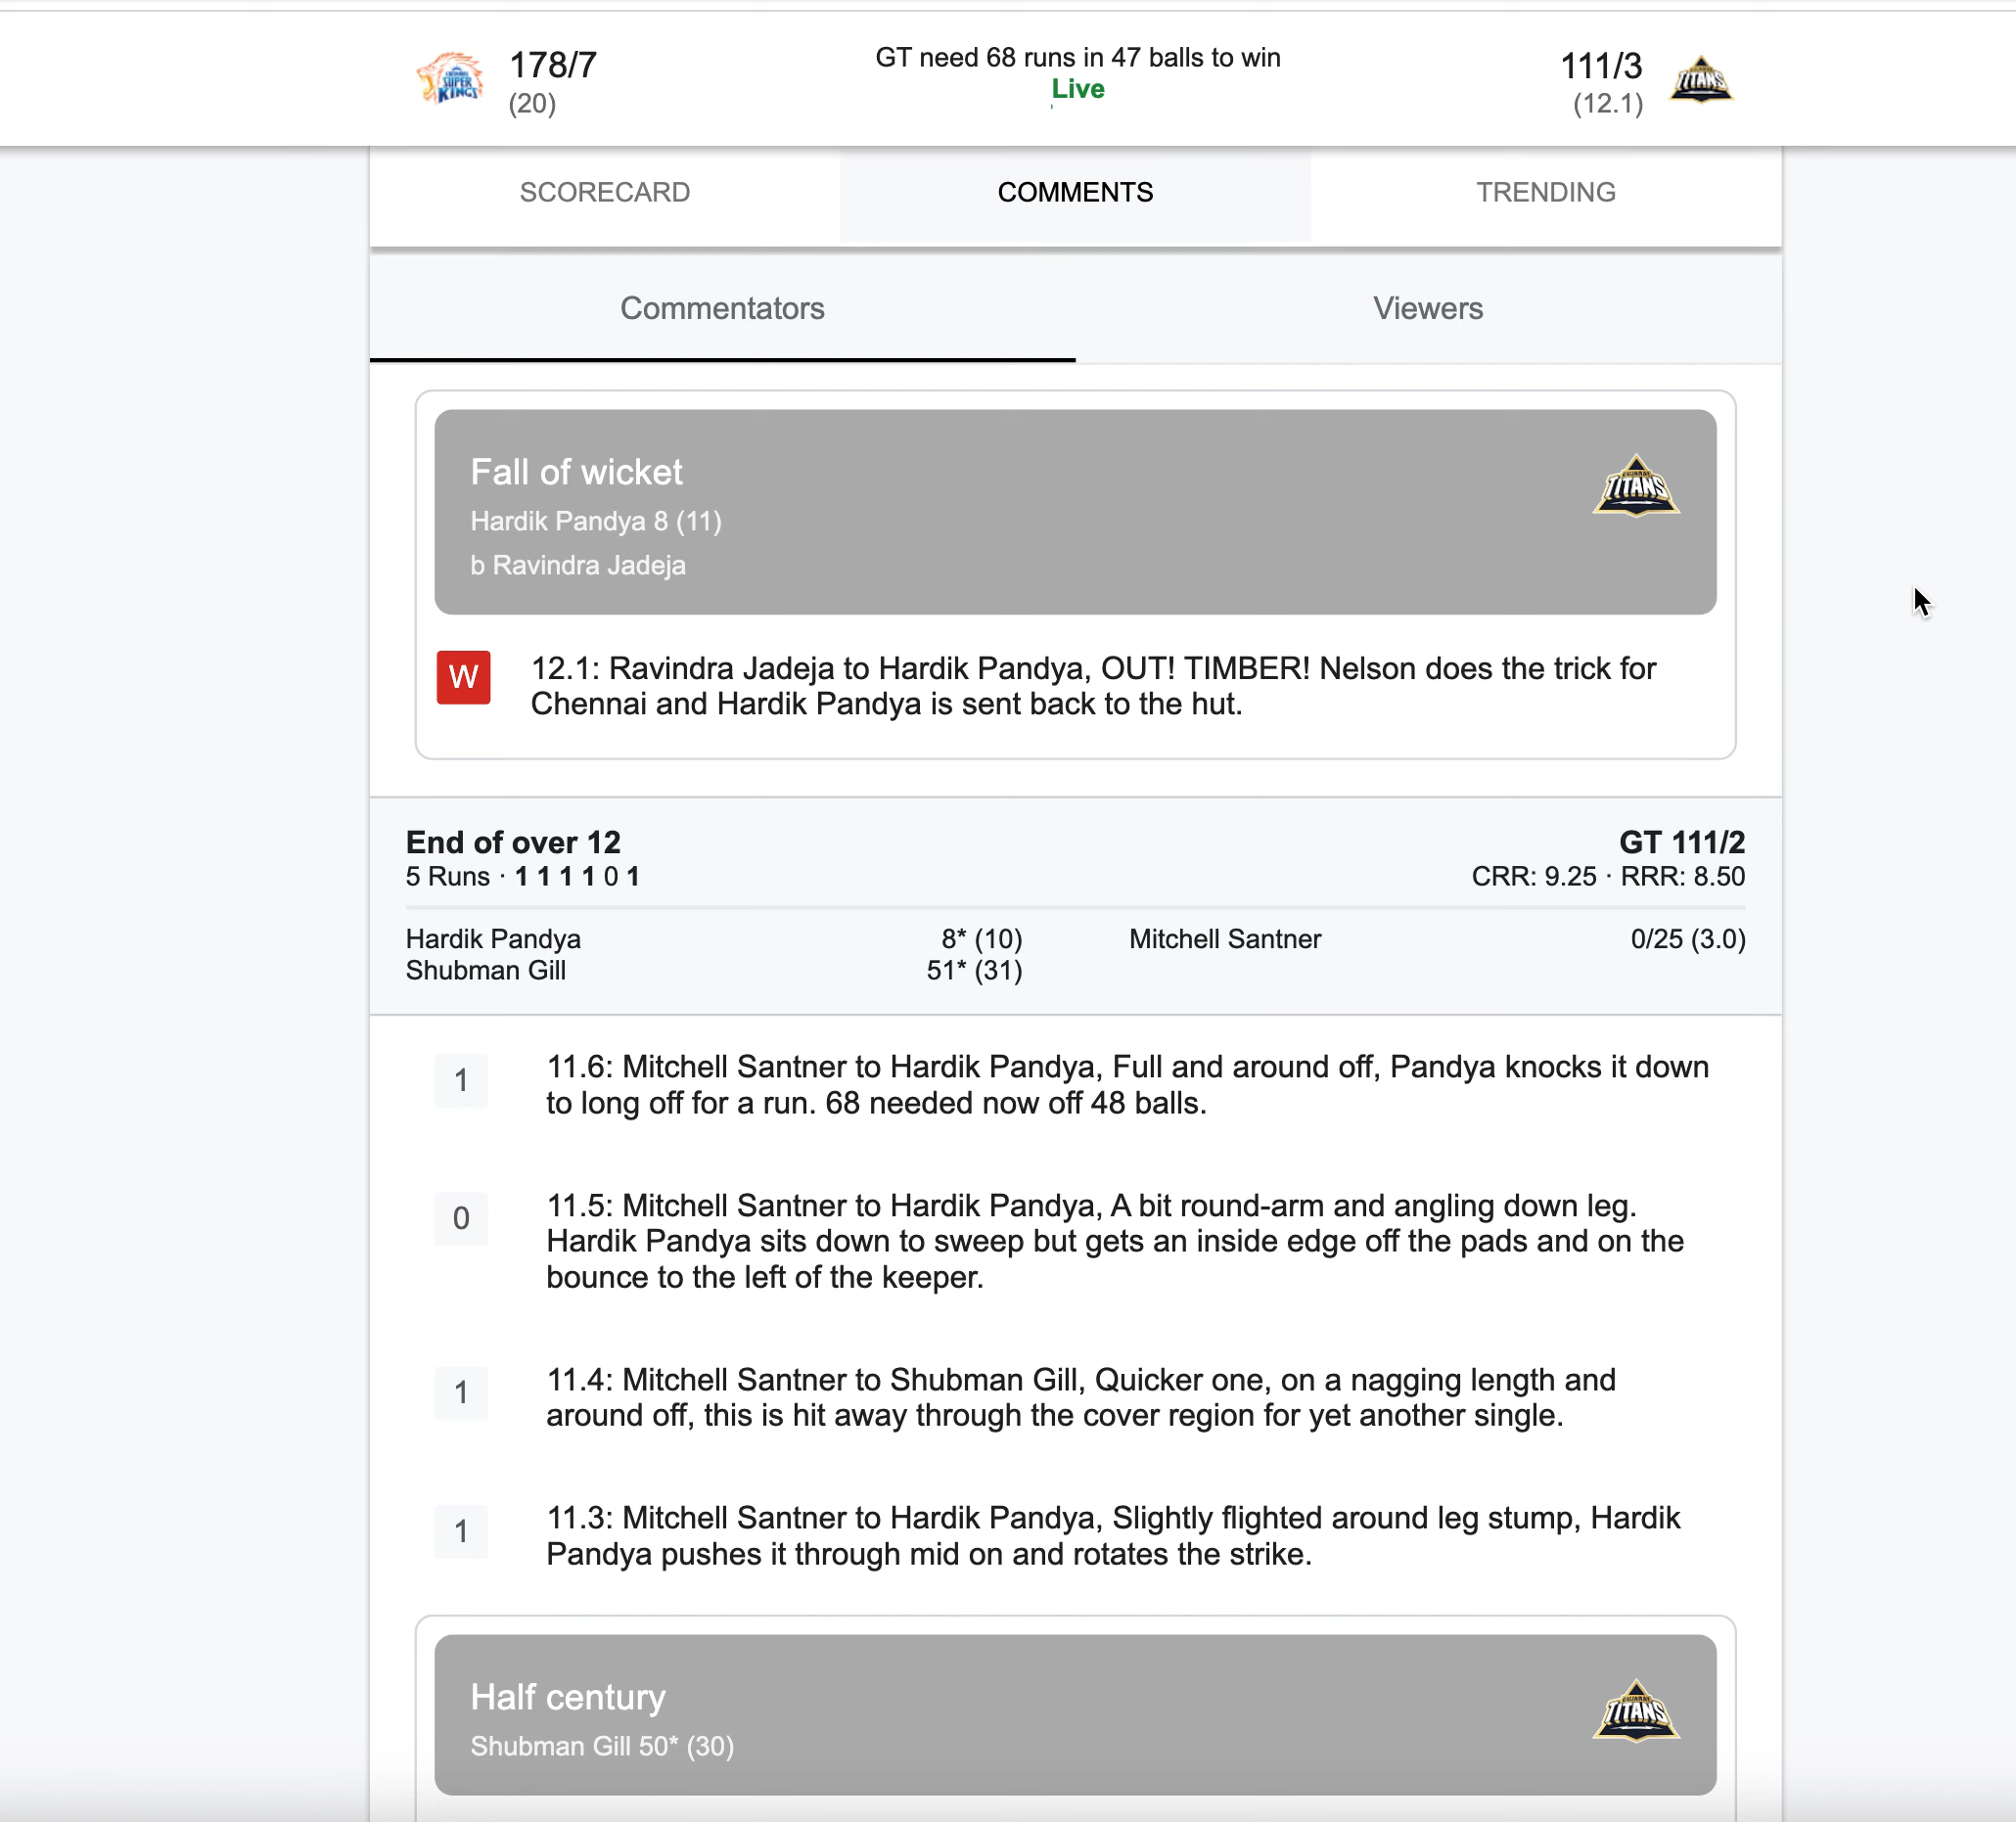 178/7
(20)
GT need 68 runs in 47 balls to win
Live
111/3
(12.1)
SUPER
KINGS
TITANS
SCORECARD
COMMENTS
TRENDING
Commentators
Viewers
Fall of wicket
Hardik Pandya 8 (11)
b Ravindra Jadeja
TITANS
W
12.1: Ravindra Jadeja to Hardik Pandya, OUT! TIMBER! Nelson does the trick for
Chennai and Hardik Pandya is sent back to the hut.
End of over 12
GT 111/2
5 Runs · 1 1 1 1 0 1
CRR: 9.25 · RRR: 8.50
Hardik Pandya 8* (10)
Mitchell Santner 0/25 (3.0)
Shubman Gill 51* (31)
1
11.6: Mitchell Santner to Hardik Pandya, Full and around off, Pandya knocks it down
to long off for a run. 68 needed now off 48 balls.
0
11.5: Mitchell Santner to Hardik Pandya, A bit round-arm and angling down leg.
Hardik Pandya sits down to sweep but gets an inside edge off the pads and on the
bounce to the left of the keeper.
1
11.4: Mitchell Santner to Shubman Gill, Quicker one, on a nagging length and
around off, this is hit away through the cover region for yet another single.
1
11.3: Mitchell Santner to Hardik Pandya, Slightly flighted around leg stump, Hardik
Pandya pushes it through mid on and rotates the strike.
Half century
Shubman Gill 50* (30)
TITANS